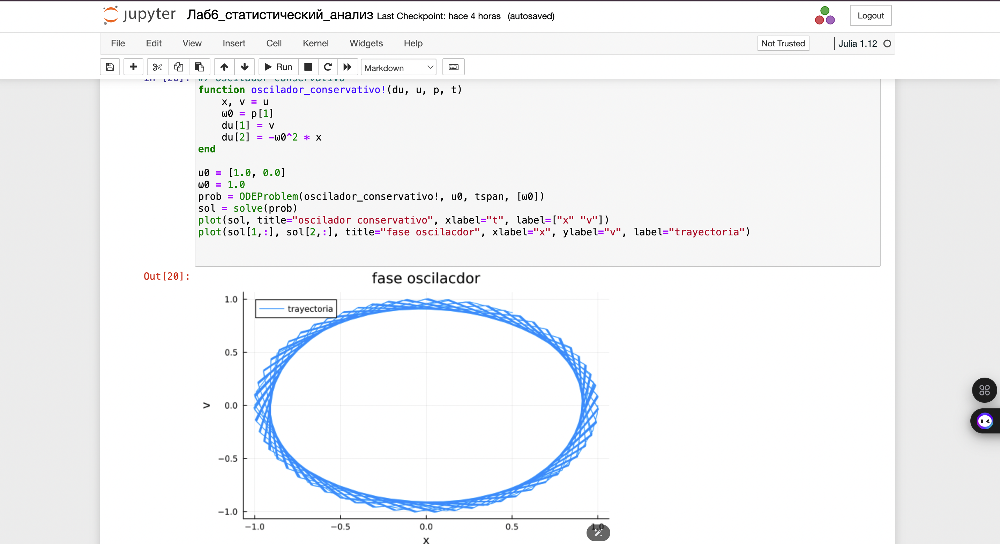 jupyter Лаб6_статистический_анализ Last Checkpoint: hace 4 horas (autosaved)
Logout
File Edit View Insert Cell Kernel Widgets Help
Not Trusted
Julia 1.12
Run
Markdown
In [20]: #7 oscilador conservativo
function oscilador_conservativo!(du, u, p, t)
    x, v = u
    ω0 = p[1]
    du[1] = v
    du[2] = -ω0^2 * x
end
u0 = [1.0, 0.0]
ω0 = 1.0
prob = ODEProblem(oscilador_conservativo!, u0, tspan, [ω0])
sol = solve(prob)
plot(sol, title="oscilador conservativo", xlabel="t", label=["x" "v"])
plot(sol[1,:], sol[2,:], title="fase oscilacdor", xlabel="x", ylabel="v", label="trayectoria")
Out[20]:
fase oscilacdor
trayectoria
1.0
0.5
0.0
-0.5
-1.0
v
-1.0 -0.5 0.0 0.5 1.0
x